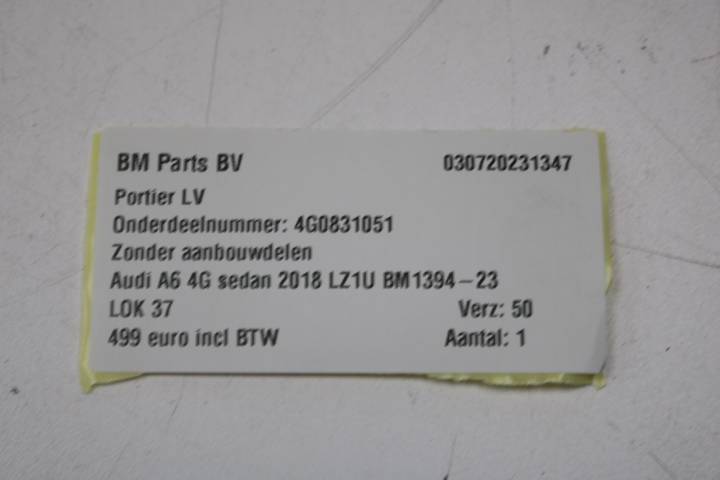 BM Parts BV 030720231347
Portier LV
Onderdeelnummer: 4G0831051
Zonder aanbouwdelen
Audi A6 4G sedan 2018 LZ1U BM1394-23
LOK 37 Verz: 50
499 euro incl BTW Aantal: 1